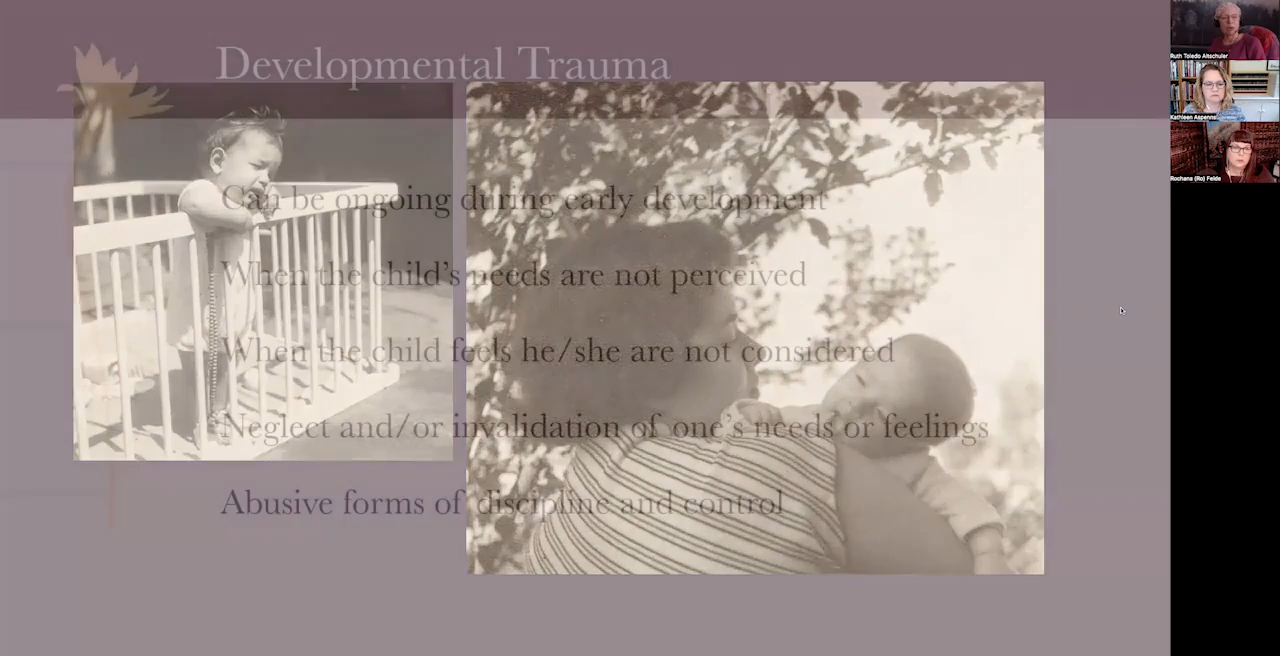 Developmental Trauma
Can be ongoing during early development
When the child's needs are not perceived
When the child feels he/she are not considered
Neglect and/or invalidation of one's needs or feelings
Abusive forms of discipline and control
Ruth Toledo Altschuler
Kathleen Aspenns
Rochana (Ro) Felde